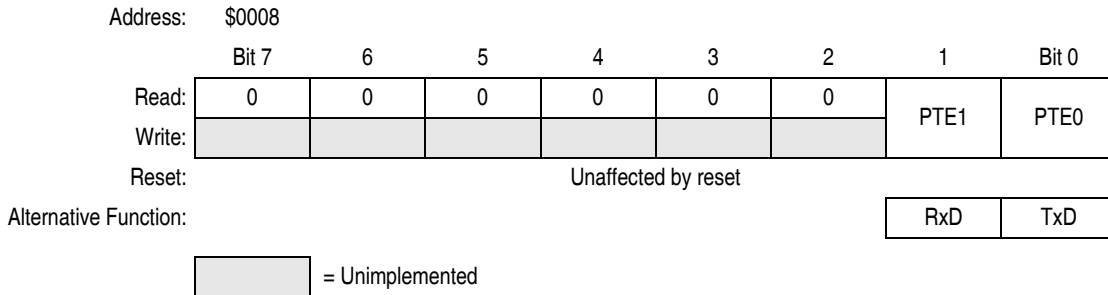 Address: $0008
Bit 7 6 5 4 3 2 1 Bit 0
Read: 0 0 0 0 0 0 PTE1 PTE0
Write:
Reset: Unaffected by reset
Alternative Function: RxD TxD
= Unimplemented